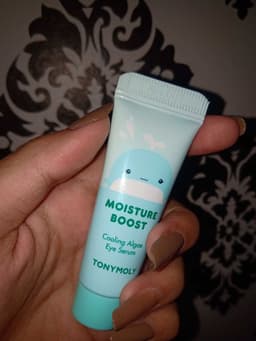 MOISTURE
BOOST
Cooling Algae
Eye Serum
TONYMOLY